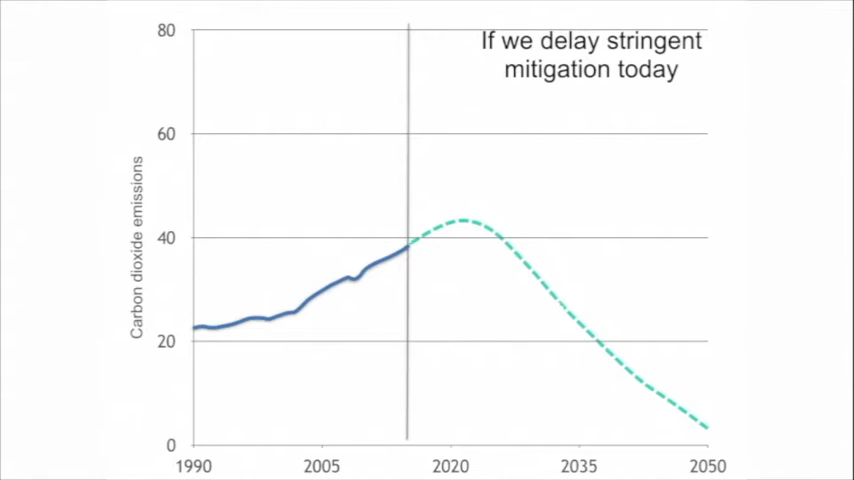 If we delay stringent
mitigation today
80
60
40
20
0
Carbon dioxide emissions
1990 2005 2020 2035 2050